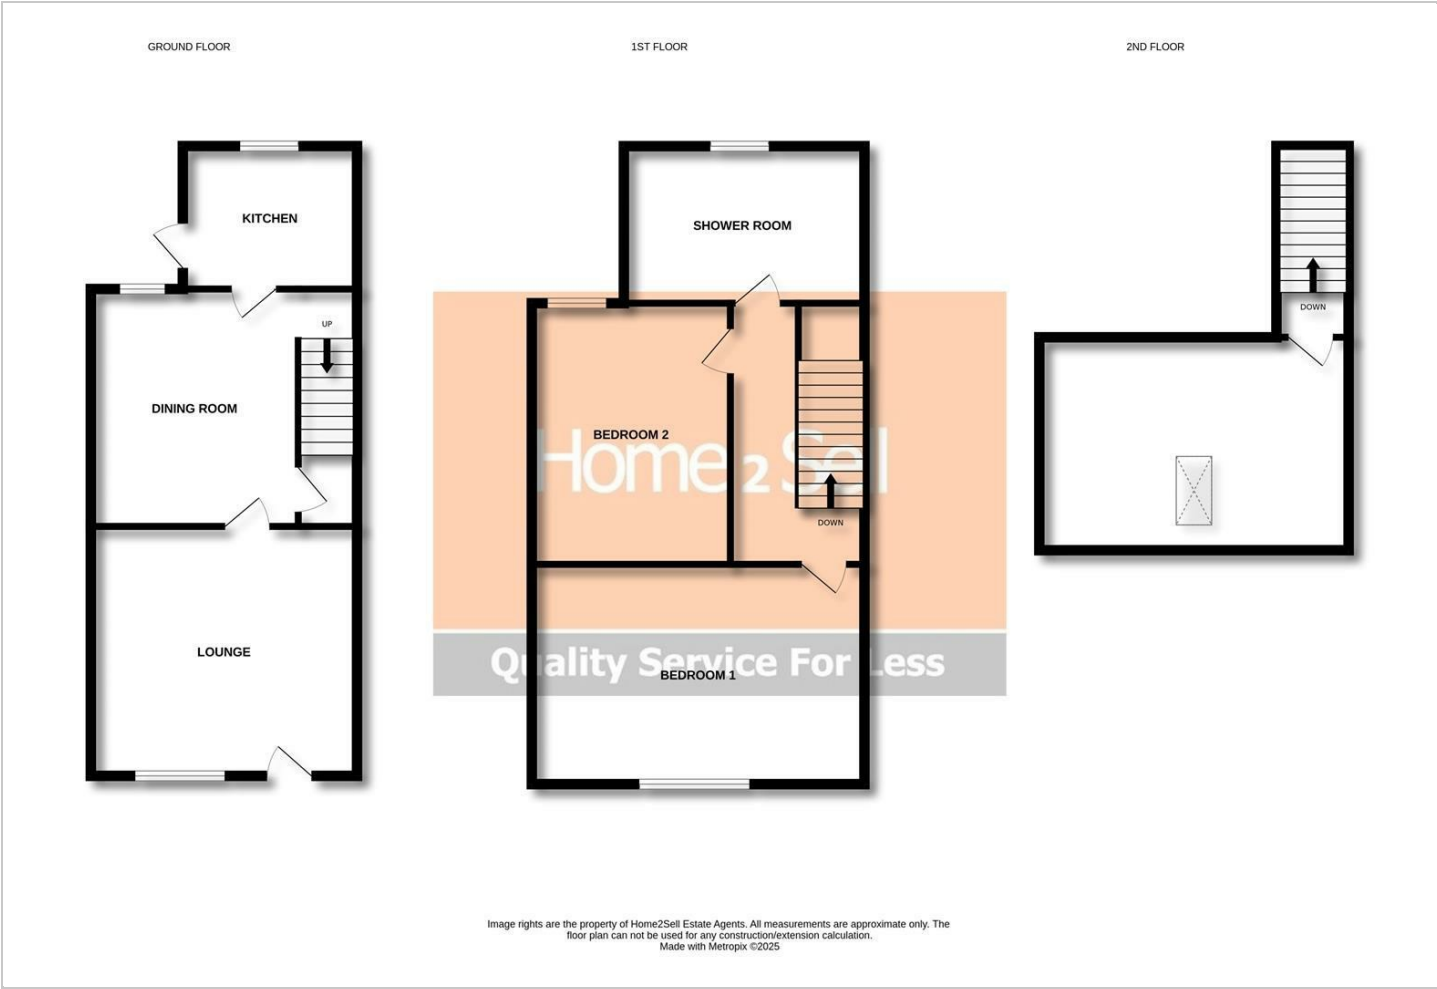 GROUND FLOOR
1ST FLOOR
2ND FLOOR
KITCHEN
UP
DINING ROOM
LOUNGE
SHOWER ROOM
BEDROOM 2
Home2Sell
DOWN
Quality Service For Less
BEDROOM 1
DOWN
Image rights are the property of Home2Sell Estate Agents. All measurements are approximate only. The
floor plan can not be used for any construction/extension calculation.
Made with Metropix ©2025